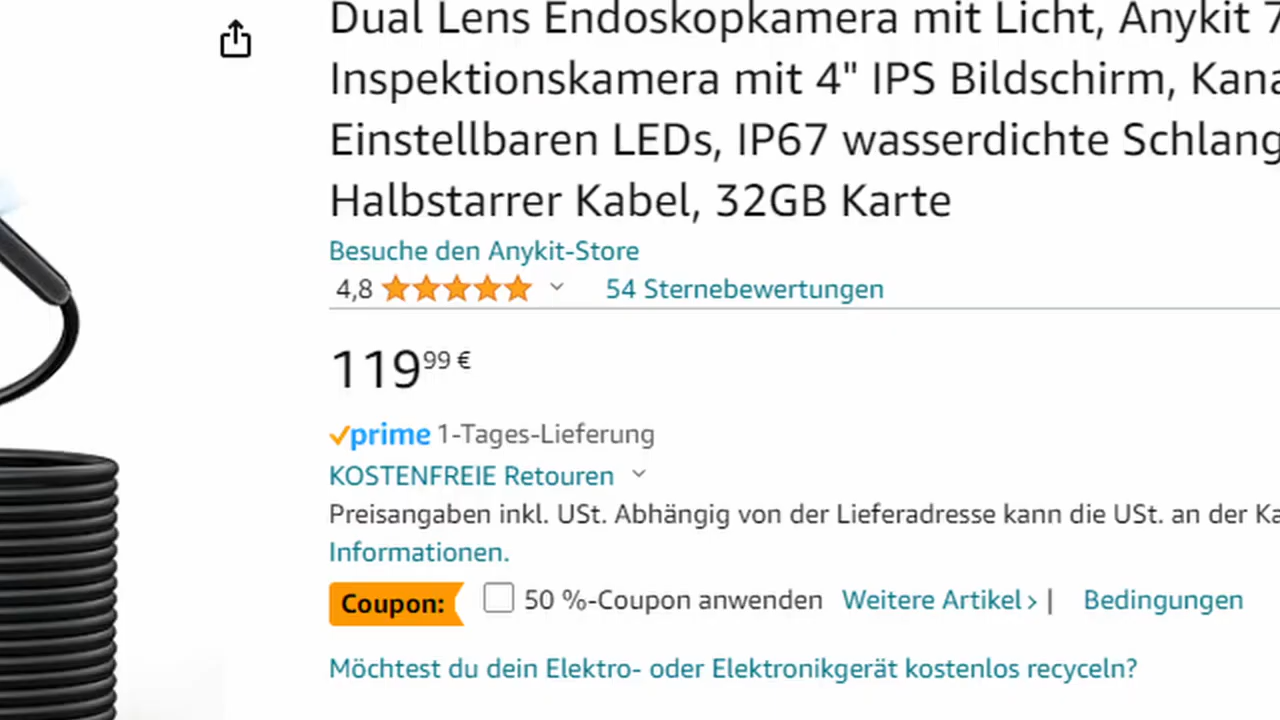 Dual Lens Endoskopkamera mit Licht, Anykit 7
Inspektionskamera mit 4" IPS Bildschirm,
Einstellbaren LEDs, IP67 wasserdichte
Halbstarrer Kabel, 32GB Karte
Besuche den Anykit-Store
4,8 54 Sternebewertungen
119 99 €
prime 1-Tages-Lieferung
KOSTENFREIE Retouren
Preisangaben inkl. USt. Abhängig von der Lieferadresse kann die USt. an der
Informationen.
Coupon: 50 %-Coupon anwenden Weitere Artikel › | Bedingungen
Möchtest du dein Elektro- oder Elektronikgerät kostenlos recyceln?